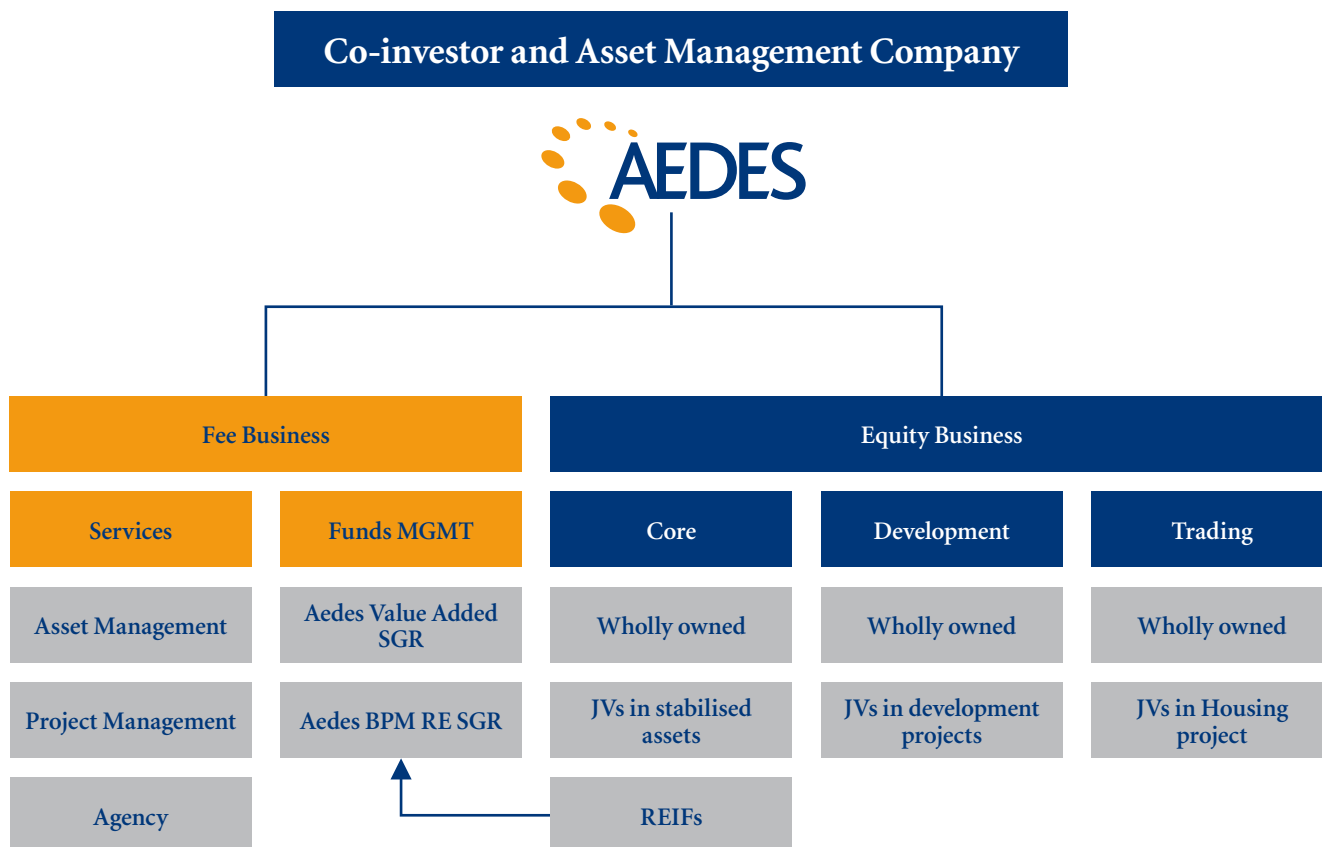 Co-investor and Asset Management Company
AEDES
Fee Business
Equity Business
Services
Funds MGMT
Core
Development
Trading
Asset Management
Aedes Value Added
SGR
Wholly owned
Wholly owned
Wholly owned
Project Management
Aedes BPM RE SGR
JVs in stabilised
assets
JVs in development
projects
JVs in Housing
project
Agency
REIFs